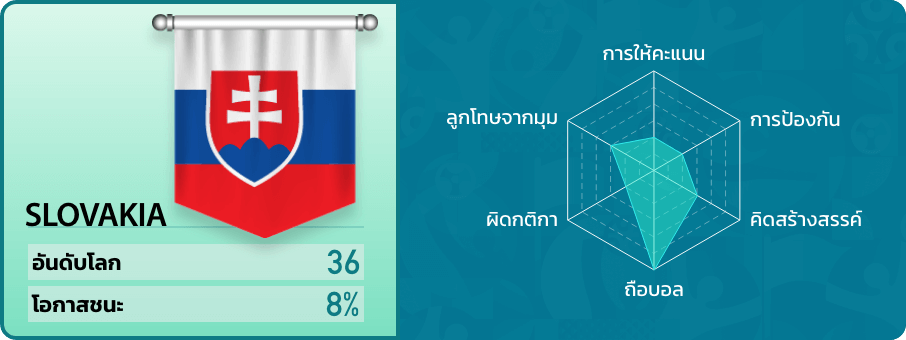 SLOVAKIA
อันดับโลก 36
โอกาสชนะ 8%
การให้คะแนน
ลูกโทษจากมุม
การป้องกัน
ผิดกติกา
คิดสร้างสรรค์
ถือบอล